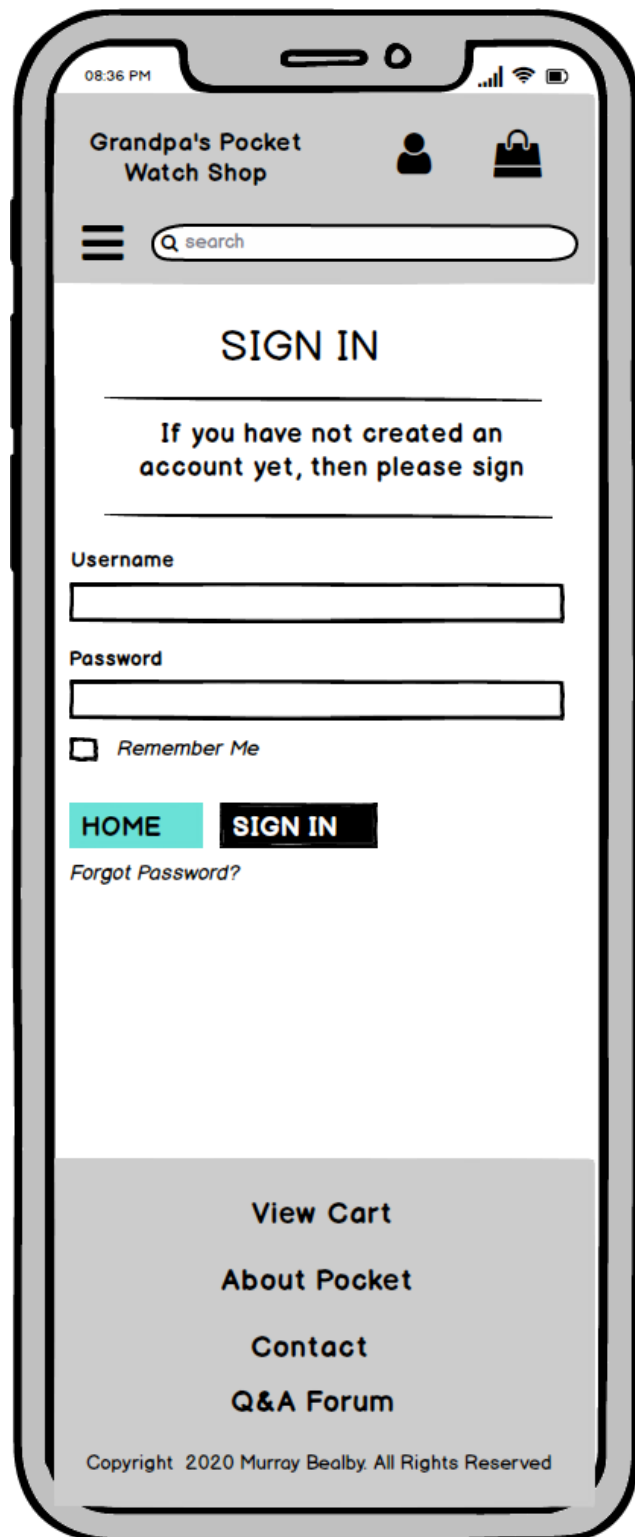 08:36 PM
Grandpa's Pocket
Watch Shop
search
SIGN IN
If you have not created an
account yet, then please sign
Username
Password
Remember Me
HOME SIGN IN
Forgot Password?
View Cart
About Pocket
Contact
Q&A Forum
Copyright 2020 Murray Bealby. All Rights Reserved